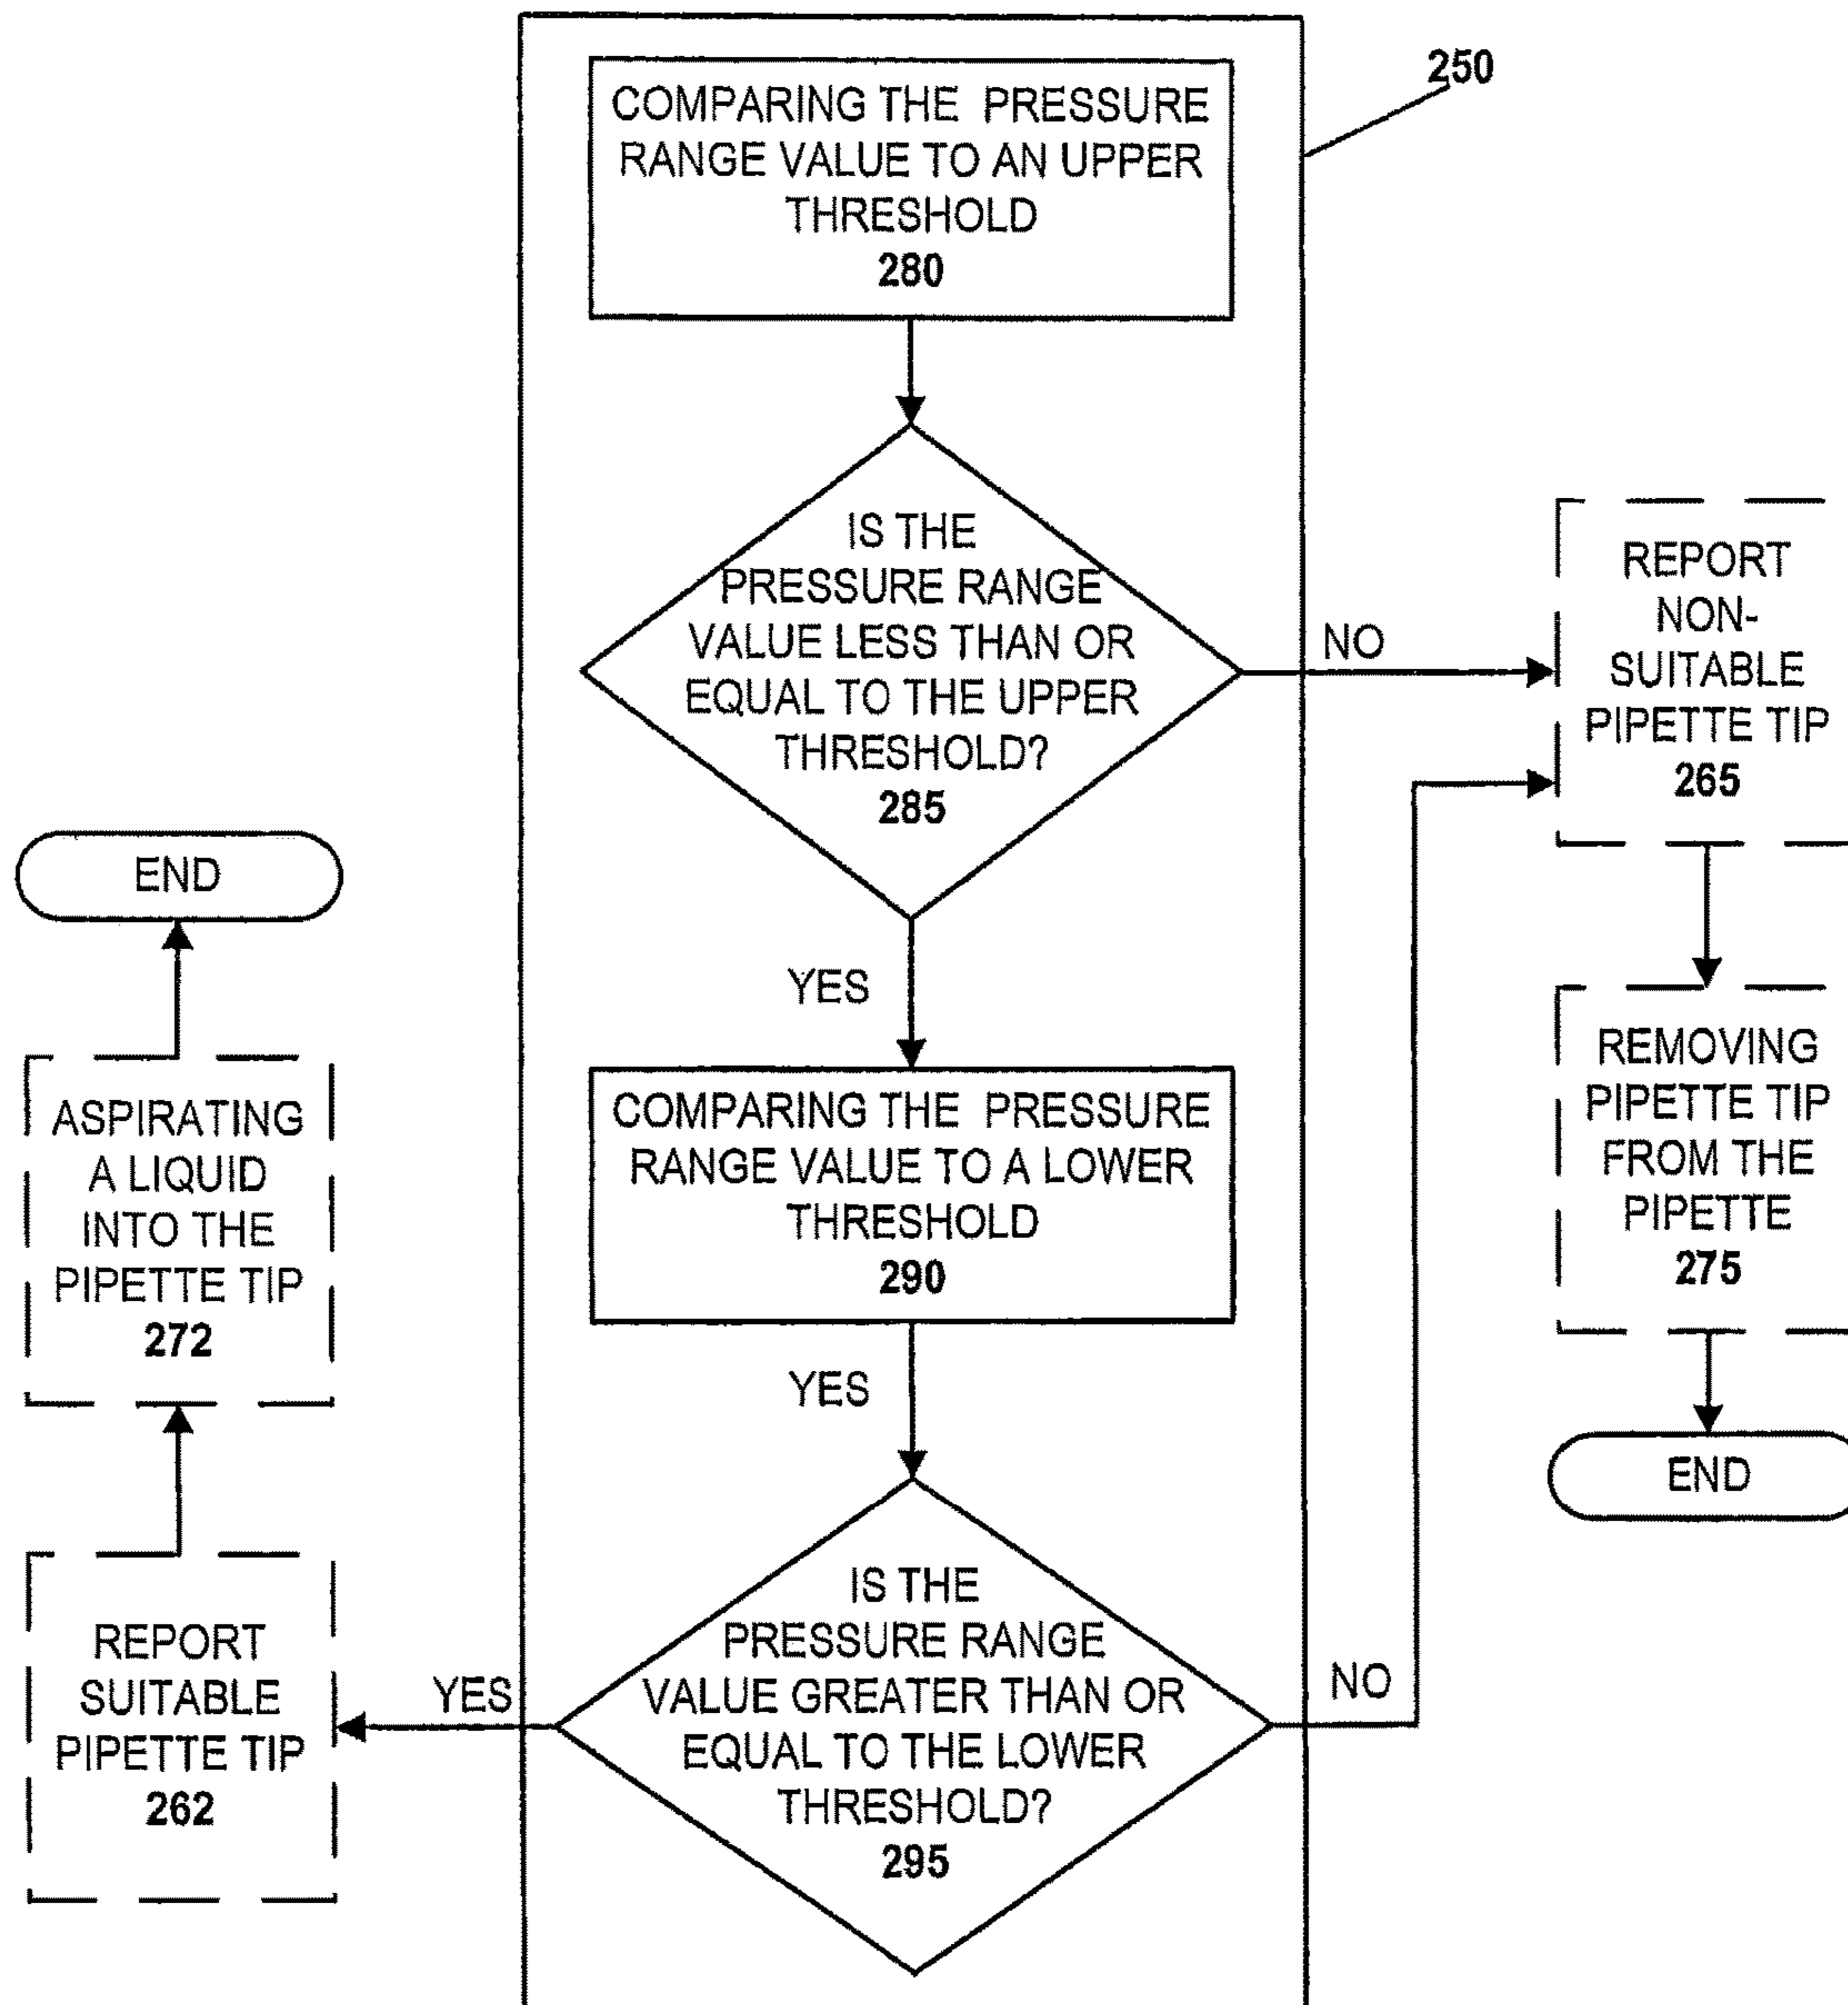 250
COMPARING THE PRESSURE
RANGE VALUE TO AN UPPER
THRESHOLD
280
IS THE
PRESSURE RANGE
VALUE LESS THAN OR
EQUAL TO THE UPPER
THRESHOLD?
285
NO
REPORT
NON-
SUITABLE
PIPETTE TIP
265
END
YES
REMOVING
PIPETTE TIP
FROM THE
PIPETTE
275
ASPIRATING
A LIQUID
INTO THE
PIPETTE TIP
272
COMPARING THE PRESSURE
RANGE VALUE TO A LOWER
THRESHOLD
290
YES
END
IS THE
PRESSURE RANGE
VALUE GREATER THAN OR
EQUAL TO THE LOWER
THRESHOLD?
295
NO
YES
REPORT
SUITABLE
PIPETTE TIP
262